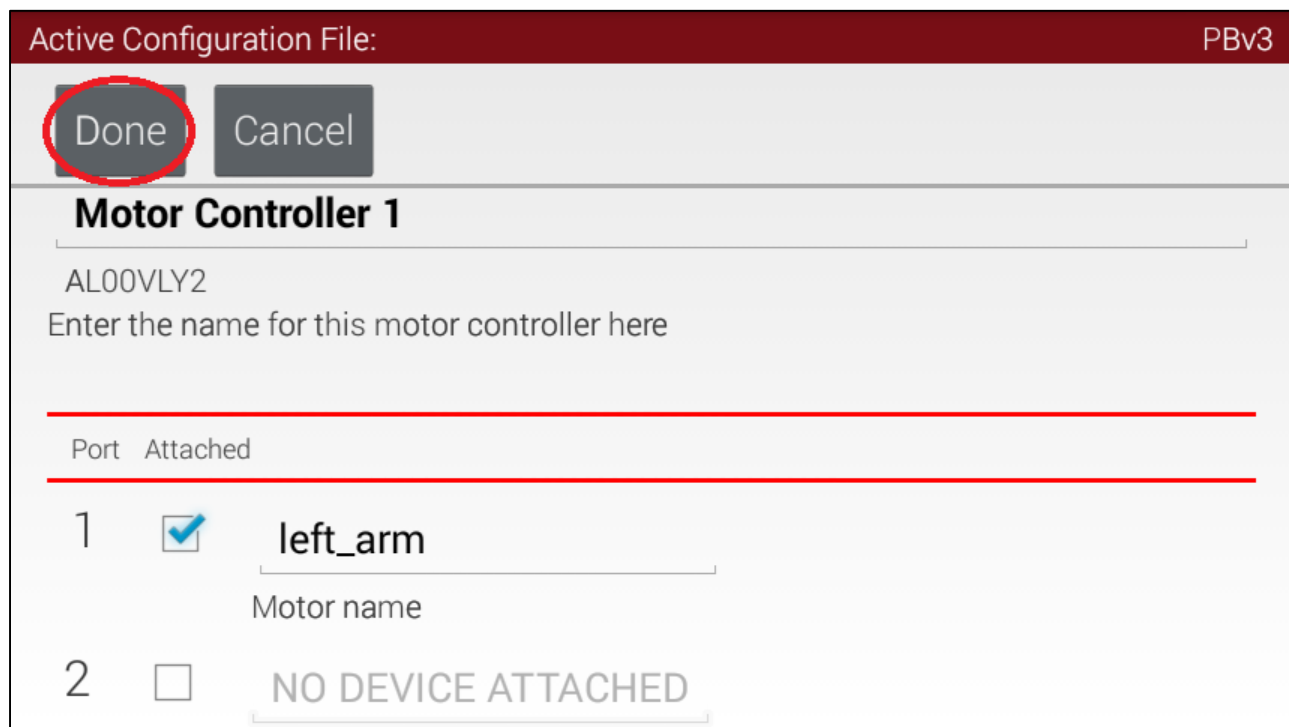 Active Configuration File: PBv3
Done Cancel
Motor Controller 1
AL00VLY2
Enter the name for this motor controller here
Port Attached
1 left_arm
Motor name
2 NO DEVICE ATTACHED